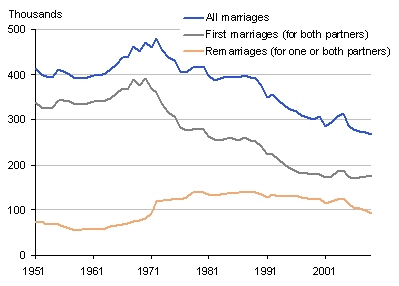 Thousands
All marriages
First marriages (for both partners)
Remarriages (for one or both partners)
500
400
300
200
100
0
1951 1961 1971 1981 1991 2001